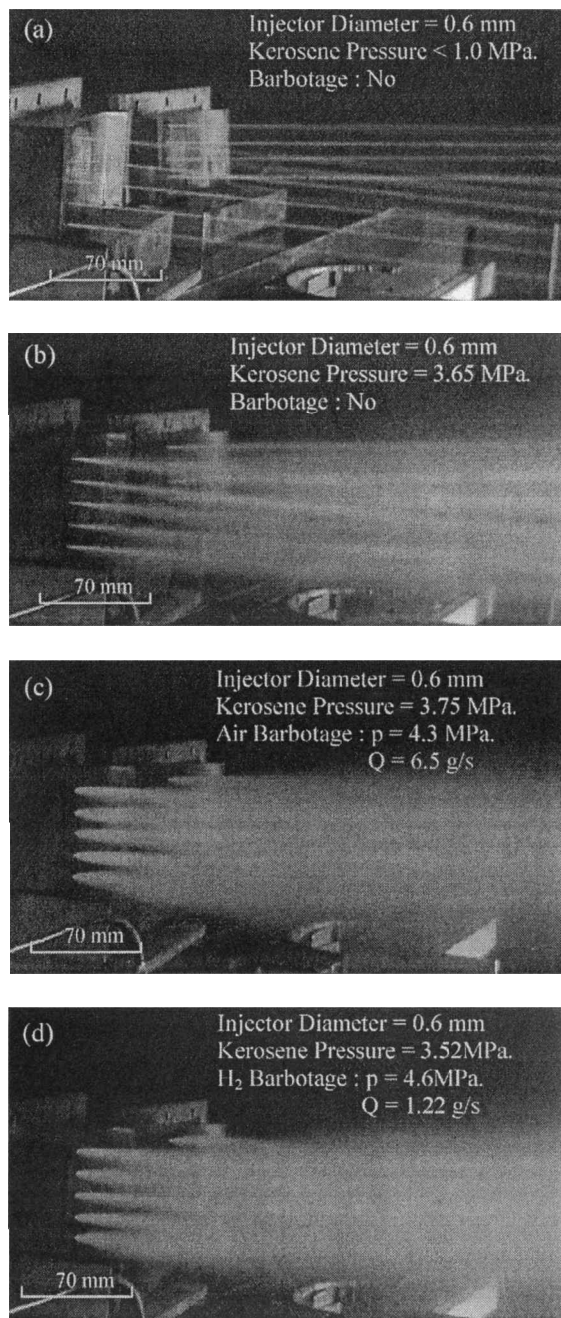 (a)
Injector Diameter = 0.6 mm
Kerosene Pressure < 1.0 MPa.
Barbotage : No
70 mm
(b)
Injector Diameter = 0.6 mm
Kerosene Pressure = 3.65 MPa.
Barbotage : No
70 mm
(c)
Injector Diameter = 0.6 mm
Kerosene Pressure = 3.75 MPa.
Air Barbotage : p = 4.3 MPa.
Q = 6.5 g/s
70 mm
(d)
Injector Diameter = 0.6 mm
Kerosene Pressure = 3.52MPa.
H₂ Barbotage : p = 4.6MPa.
Q = 1.22 g/s
70 mm